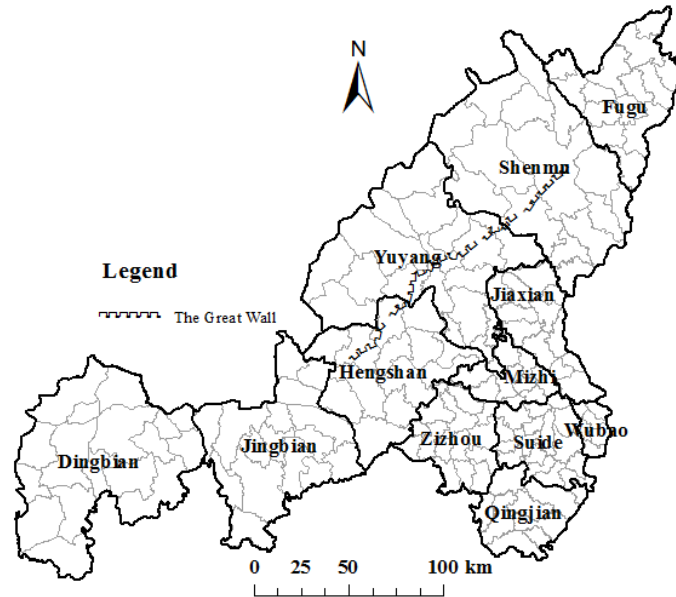 N
Fugu
Shenmu
Yuyang
Legend
Jiaxian
The Great Wall
Hengshan
Mizhi
Wubao
Zizhou
Suide
Jingbian
Dingbian
Qingjian
0 25 50 100 km